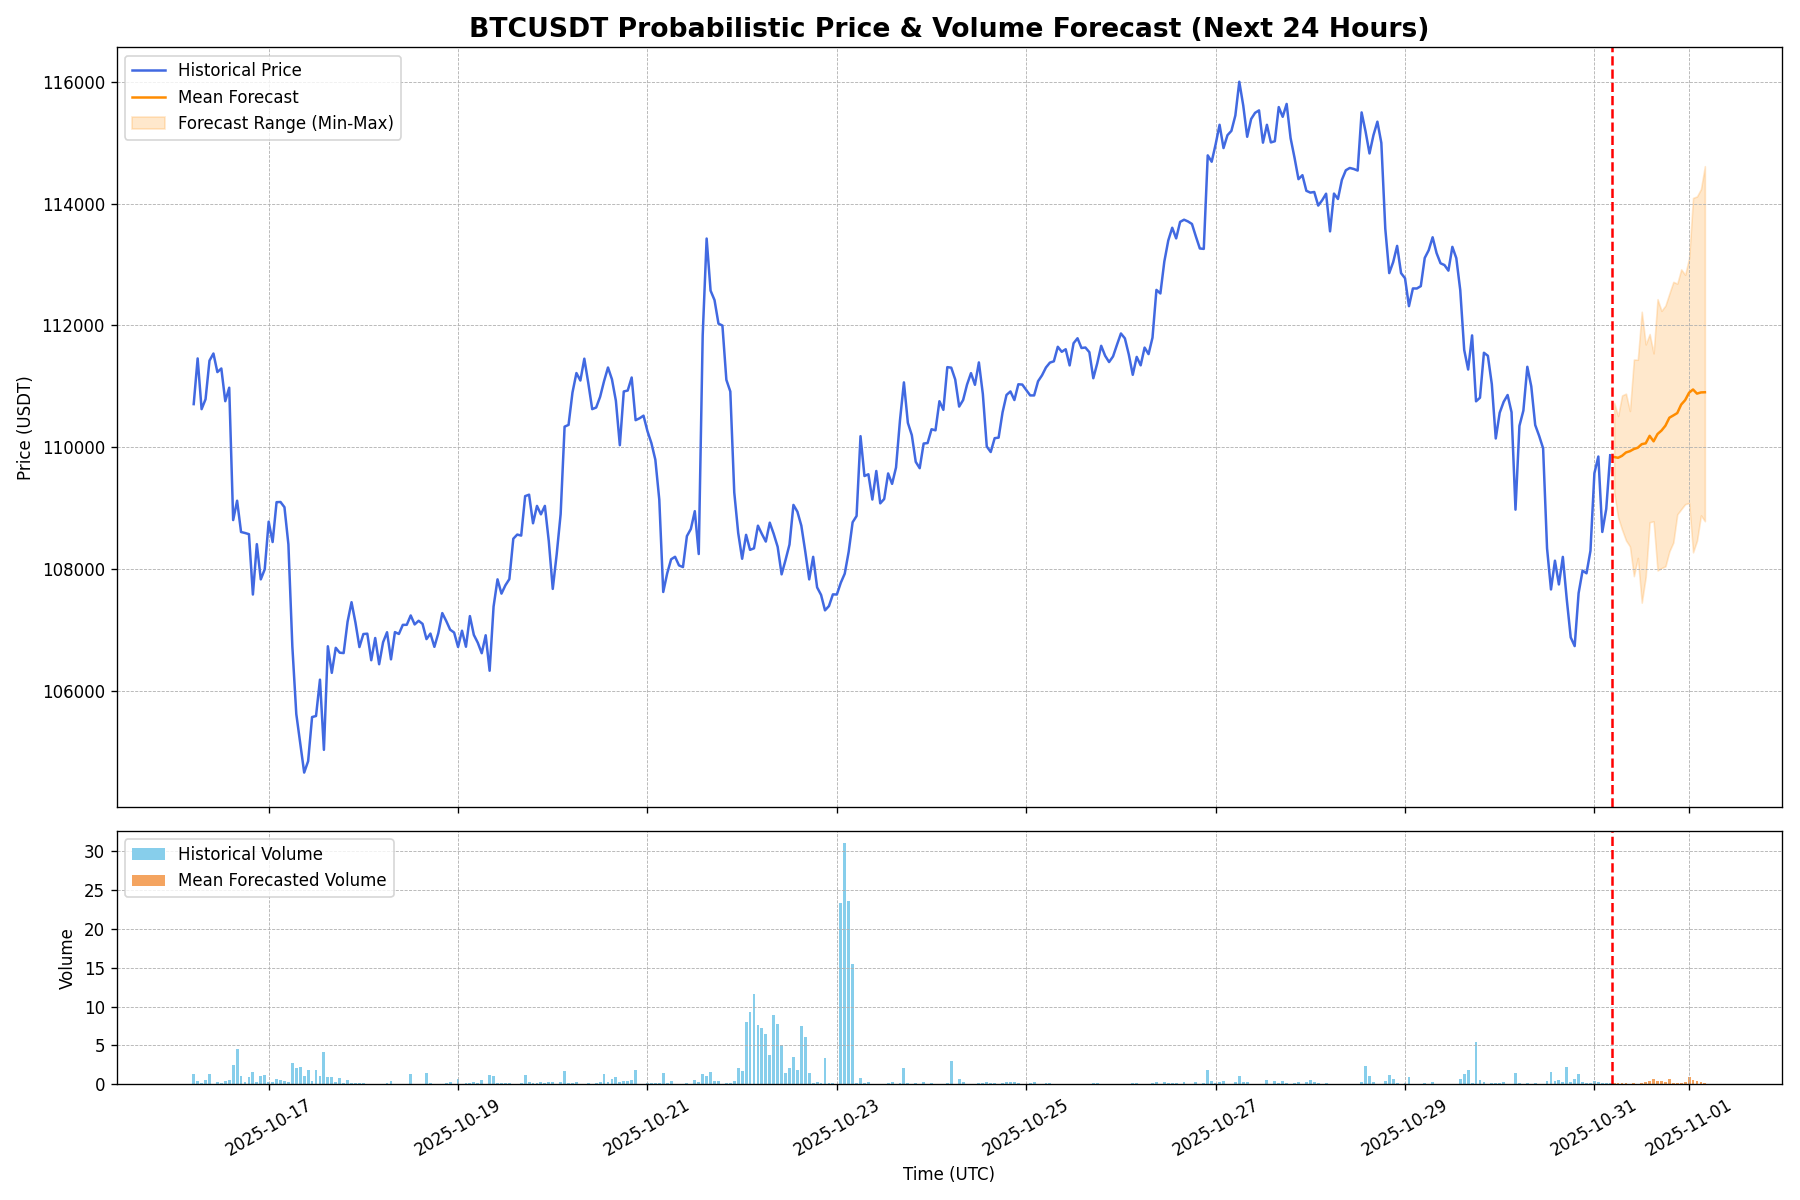 BTCUSDT Probabilistic Price & Volume Forecast (Next 24 Hours)
Historical Price
Mean Forecast
Forecast Range (Min-Max)
116000
114000
112000
110000
108000
106000
Price (USDT)
Historical Volume
Mean Forecasted Volume
30
25
20
15
10
5
0
Volume
2025-10-17
2025-10-19
2025-10-21
2025-10-23
2025-10-25
2025-10-27
2025-10-29
2025-10-31
2025-11-01
Time (UTC)